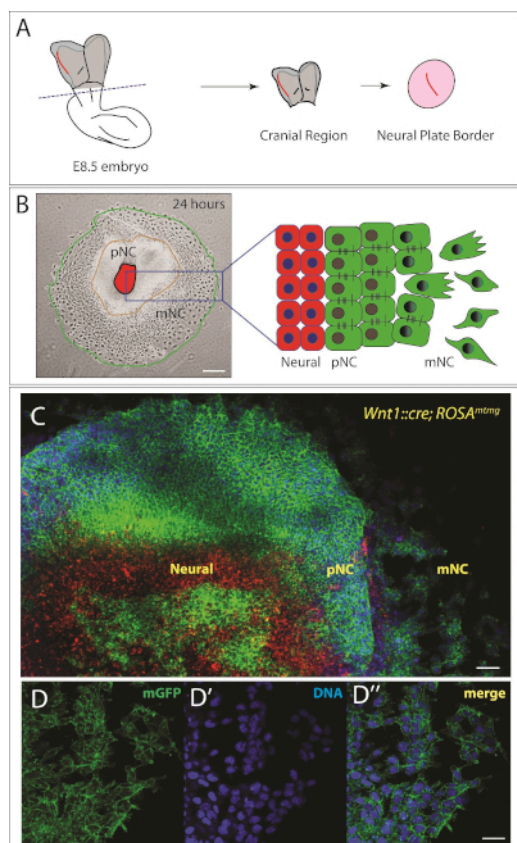 A
E8.5 embryo
Cranial Region
Neural Plate Border
B
24 hours
pNC
mNC
Neural
pNC
mNC
C
Wnt1::cre; ROSAmtmg
Neural
pNC
mNC
D
mGFP
D'
DNA
D''
merge